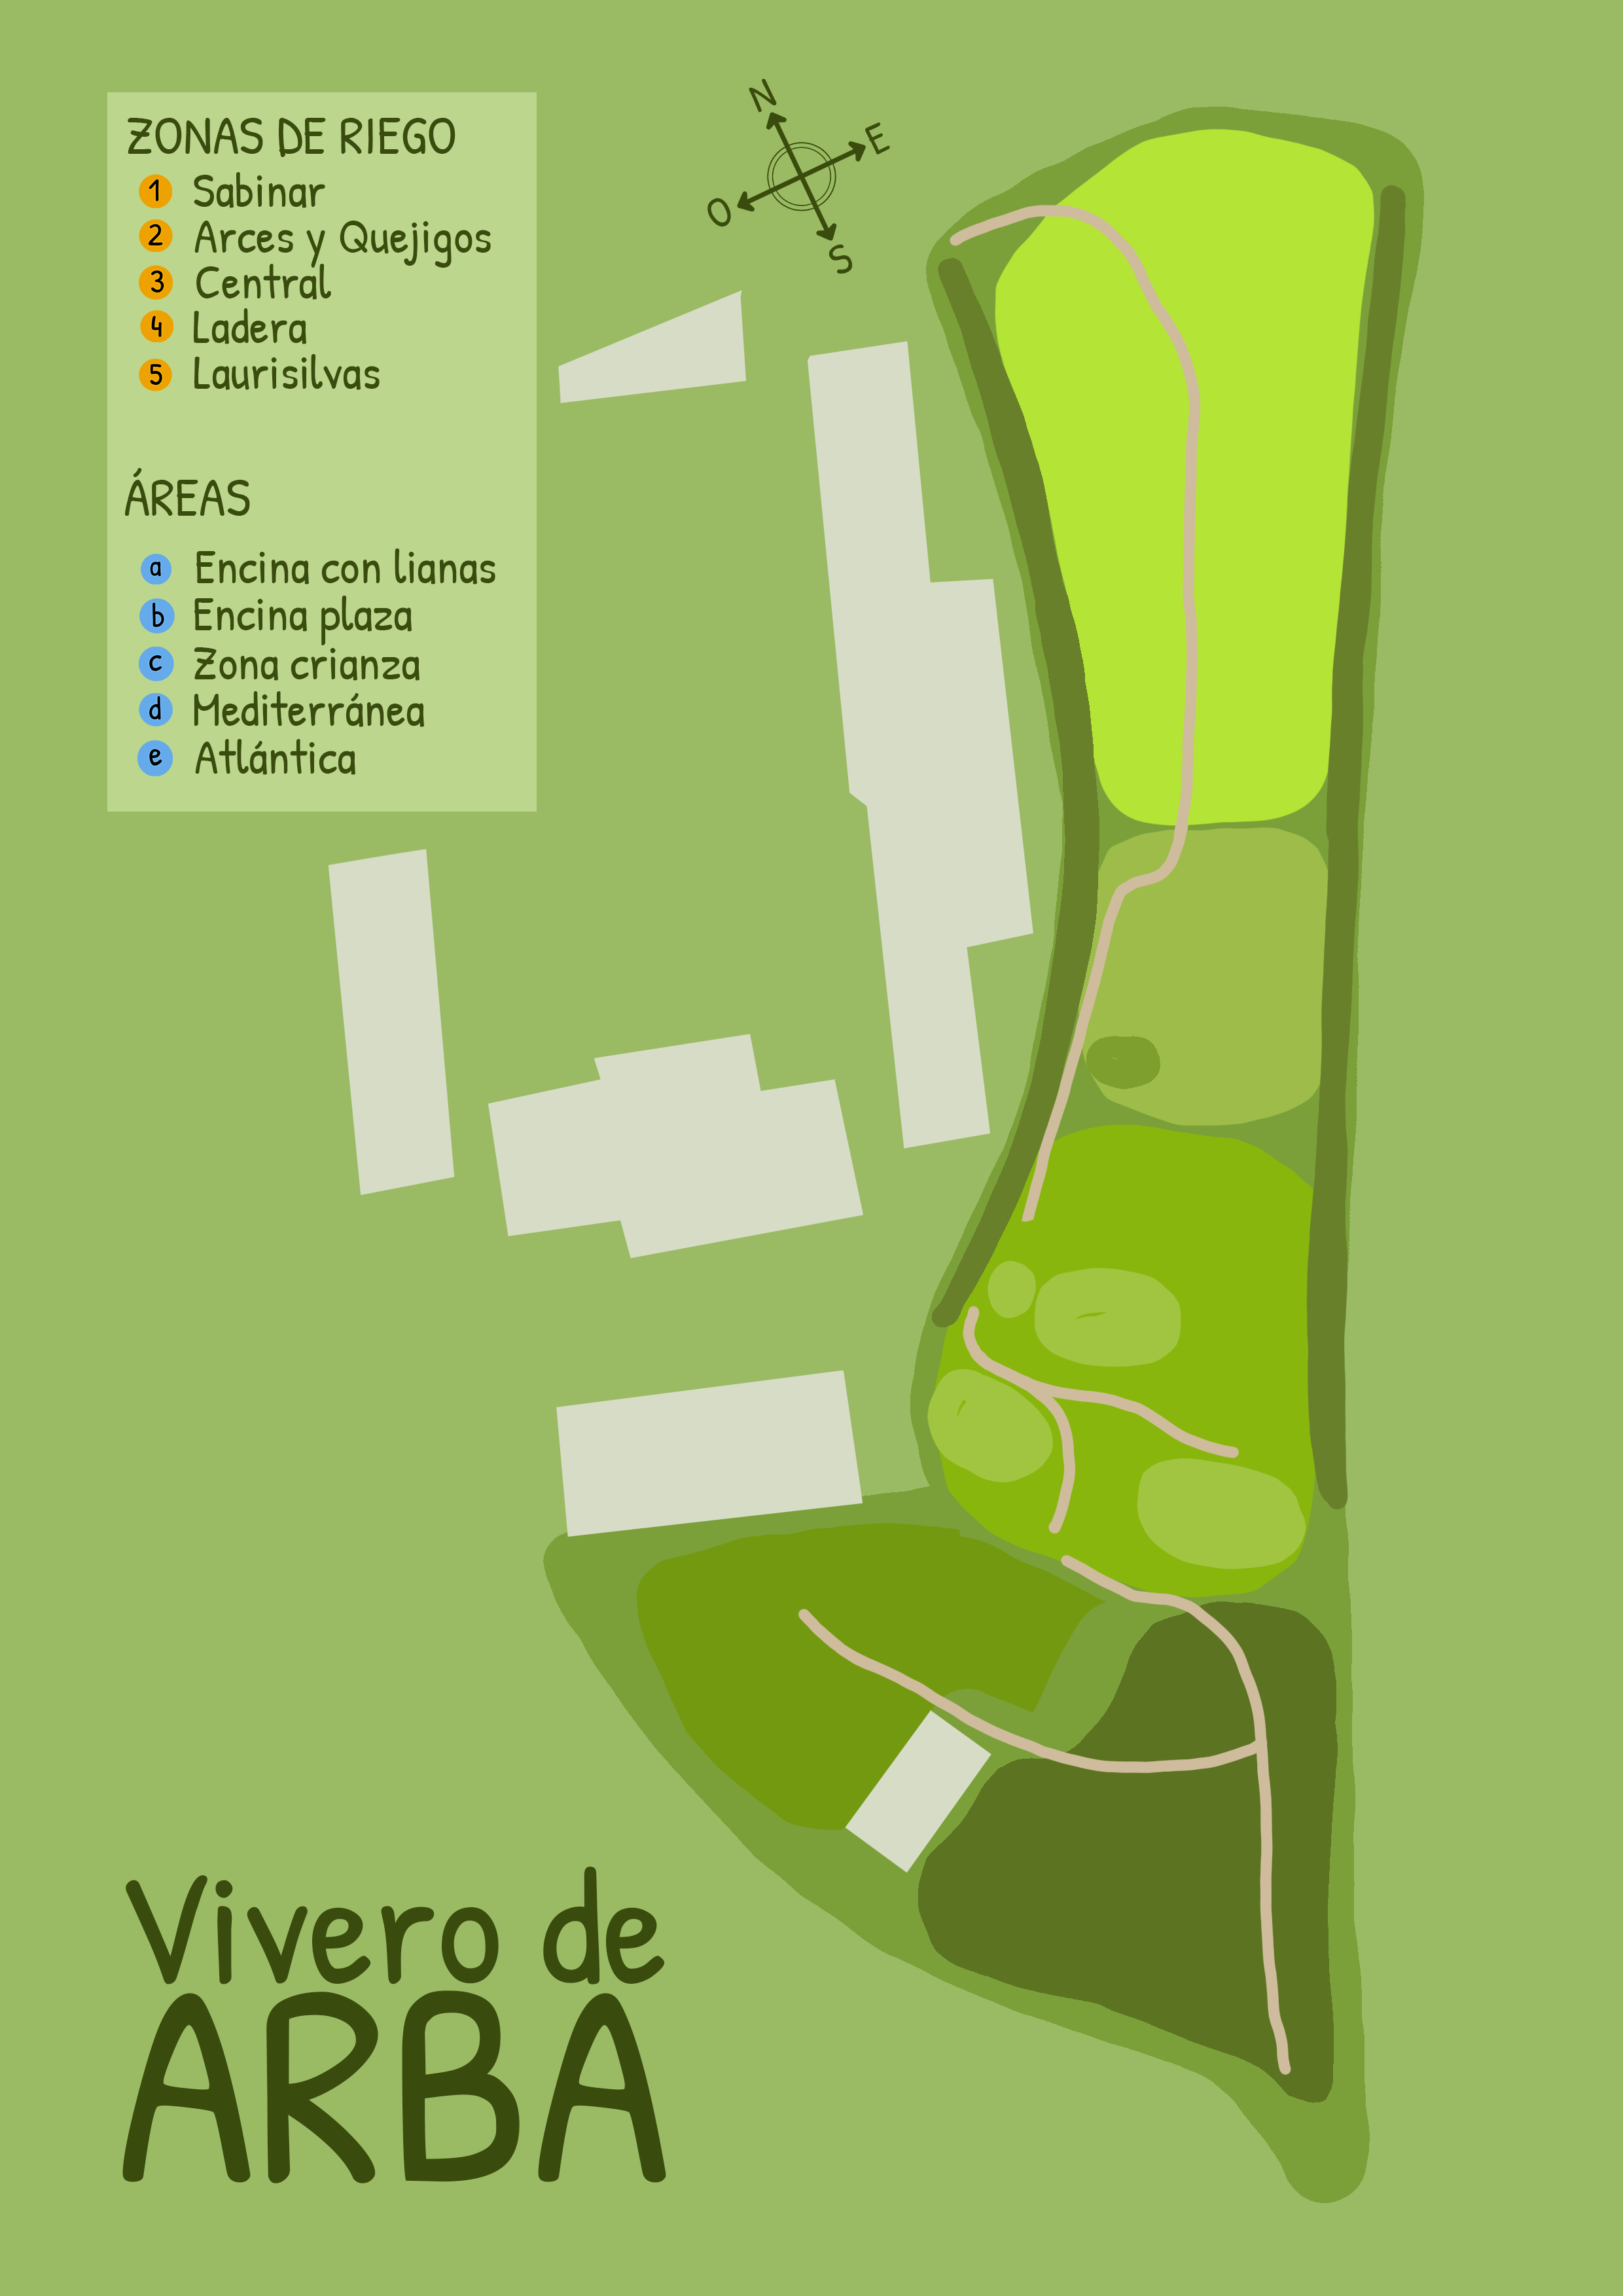 ZONAS DE RIEGO
1 Sabinar
2 Arces y Quejigos
3 Central
4 Ladera
5 Laurisilvas
ÁREAS
a Encina con lianas
b Encina plaza
c Zona crianza
d Mediterránea
e Atlántica
N
E
O
S
Vivero de
ARBA